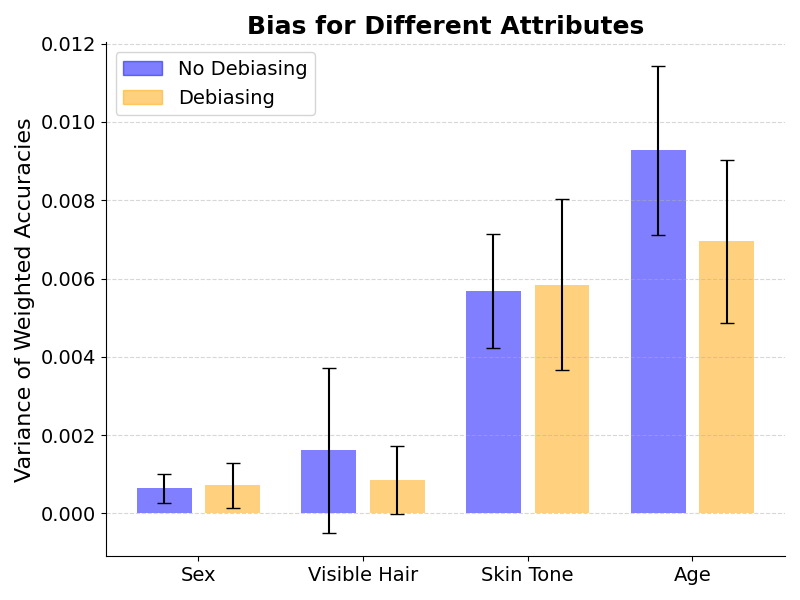 Bias for Different Attributes
No Debiasing
Debiasing
Variance of Weighted Accuracies
0.012
0.010
0.008
0.006
0.004
0.002
0.000
Sex
Visible Hair
Skin Tone
Age